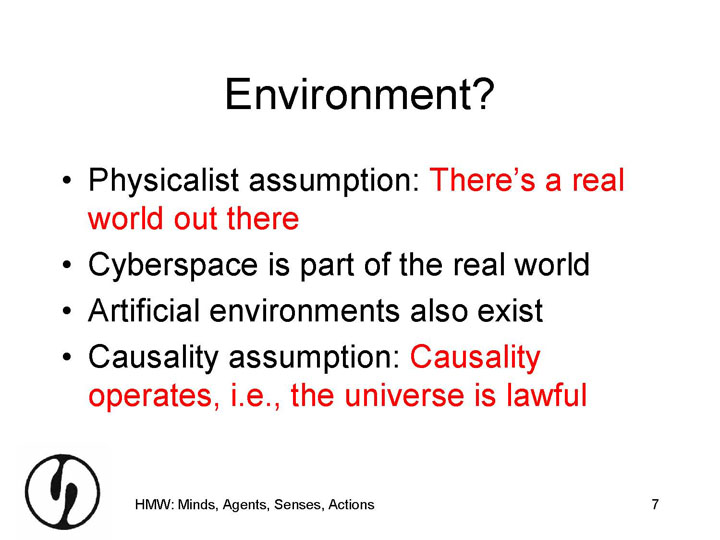 Environment?
• Physicalist assumption: There's a real
world out there
• Cyberspace is part of the real world
• Artificial environments also exist
• Causality assumption: Causality
operates, i.e., the universe is lawful
HMW: Minds, Agents, Senses, Actions 7